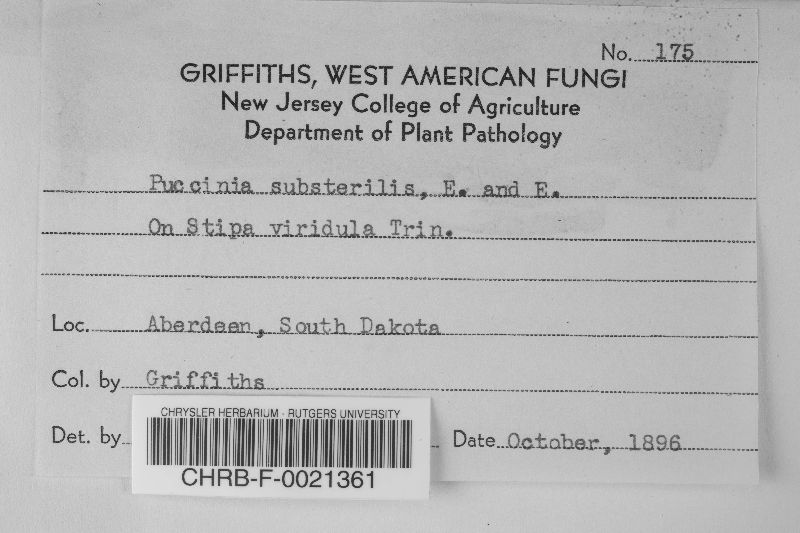 No. 175
GRIFFITHS, WEST AMERICAN FUNGI
New Jersey College of Agriculture
Department of Plant Pathology
Puccinia substerilis, E. and E.
On Stipa viridula Trin.
Loc. Aberdeen, South Dakota
Col. by Griffiths
Det. by
Date October, 1896
CHRYSLER HERBARIUM - RUTGERS UNIVERSITY
CHRB-F-0021361